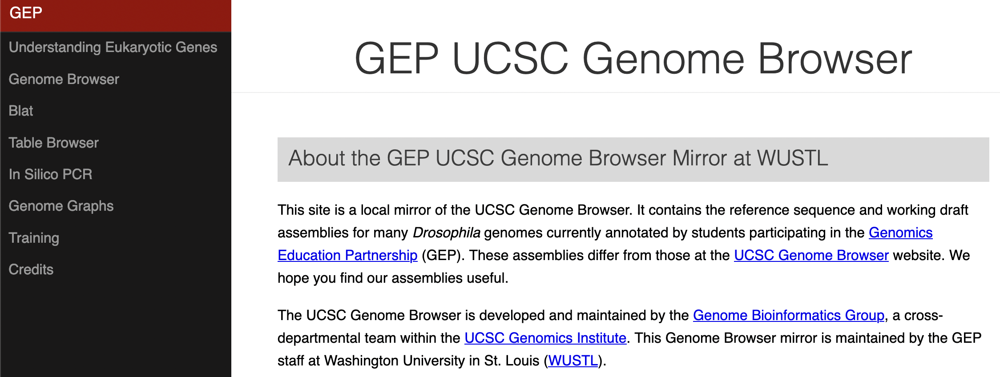 GEP
Understanding Eukaryotic Genes
Genome Browser
Blat
Table Browser
In Silico PCR
Genome Graphs
Training
Credits
GEP UCSC Genome Browser
About the GEP UCSC Genome Browser Mirror at WUSTL
This site is a local mirror of the UCSC Genome Browser. It contains the reference sequence and working draft
assemblies for many Drosophila genomes currently annotated by students participating in the Genomics
Education Partnership (GEP). These assemblies differ from those at the UCSC Genome Browser website. We
hope you find our assemblies useful.
The UCSC Genome Browser is developed and maintained by the Genome Bioinformatics Group, a cross-
departmental team within the UCSC Genomics Institute. This Genome Browser mirror is maintained by the GEP
staff at Washington University in St. Louis (WUSTL).